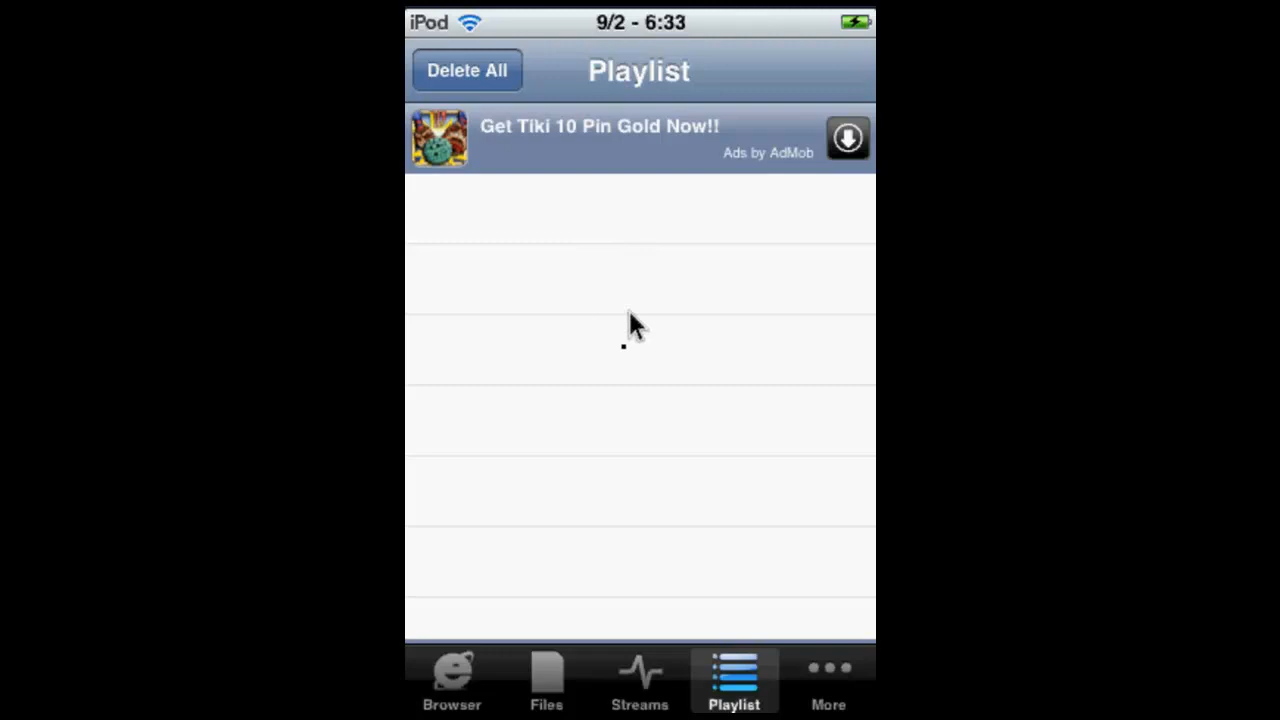 iPod 9/2 - 6:33
Delete All Playlist
Get Tiki 10 Pin Gold Now!!
Ads by AdMob
Browser Files Streams Playlist More